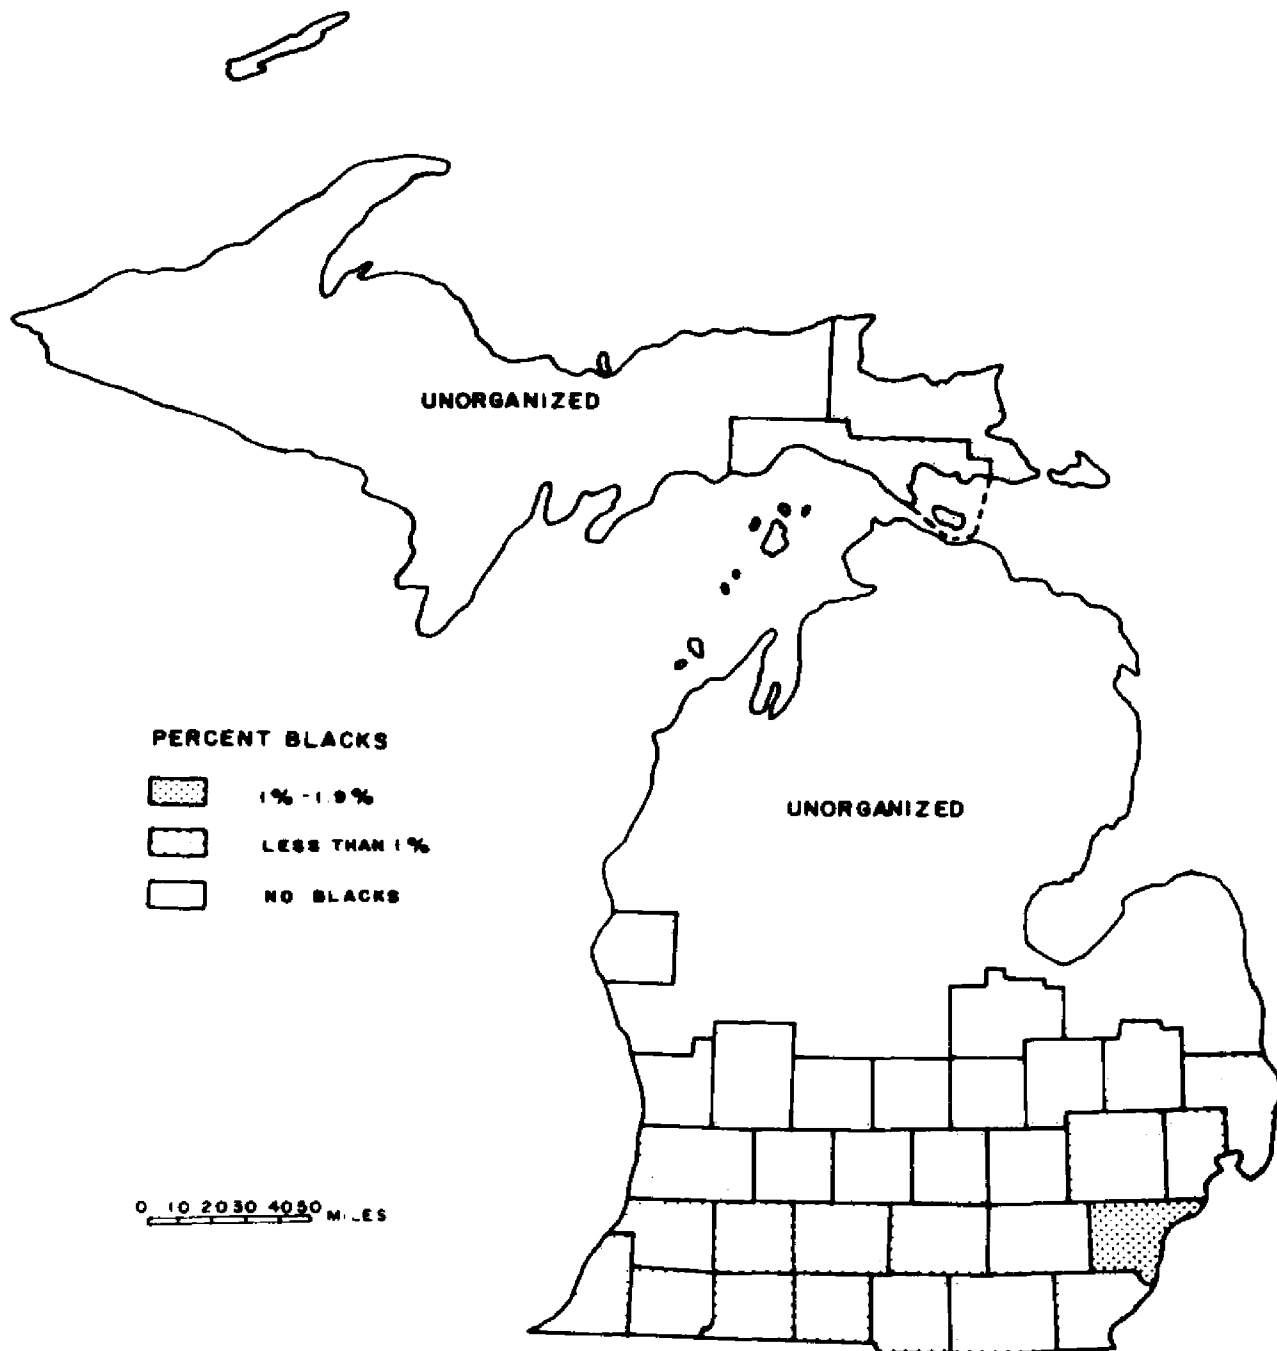 UNORGANIZED
PERCENT BLACKS
1% - 1.9%
LESS THAN 1%
NO BLACKS
UNORGANIZED
0 10 20 30 40 50 MILES